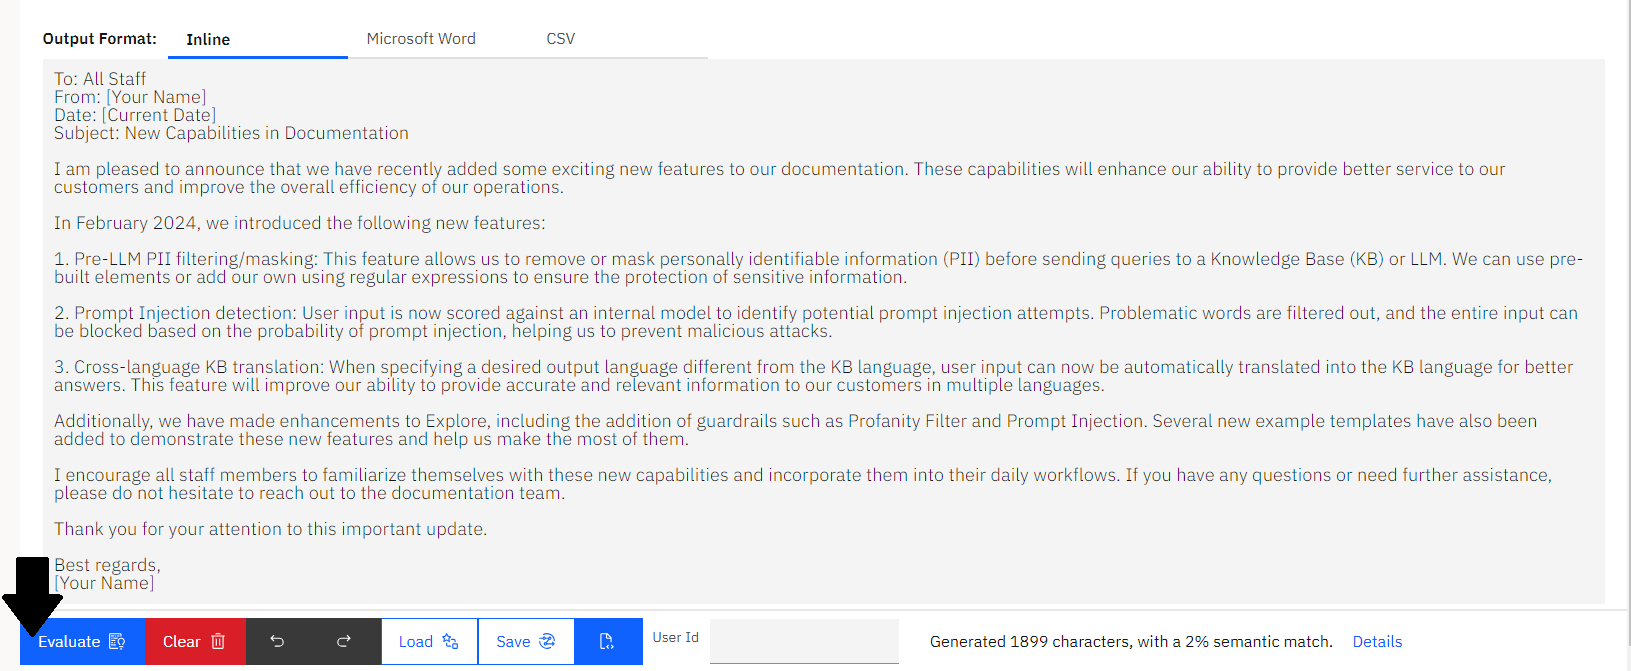 Output Format: Inline Microsoft Word CSV
To: All Staff
From: [Your Name]
Date: [Current Date]
Subject: New Capabilities in Documentation
I am pleased to announce that we have recently added some exciting new features to our documentation. These capabilities will enhance our ability to provide better service to our
customers and improve the overall efficiency of our operations.
In February 2024, we introduced the following new features:
1. Pre-LLM PII filtering/masking: This feature allows us to remove or mask personally identifiable information (PII) before sending queries to a Knowledge Base (KB) or LLM. We can use pre-
built elements or add our own using regular expressions to ensure the protection of sensitive information.
2. Prompt Injection detection: User input is now scored against an internal model to identify potential prompt injection attempts. Problematic words are filtered out, and the entire input can
be blocked based on the probability of prompt injection, helping us to prevent malicious attacks.
3. Cross-language KB translation: When specifying a desired output language different from the KB language, user input can now be automatically translated into the KB language for better
answers. This feature will improve our ability to provide accurate and relevant information to our customers in multiple languages.
Additionally, we have made enhancements to Explore, including the addition of guardrails such as Profanity Filter and Prompt Injection. Several new example templates have also been
added to demonstrate these new features and help us make the most of them.
I encourage all staff members to familiarize themselves with these new capabilities and incorporate them into their daily workflows. If you have any questions or need further assistance,
please do not hesitate to reach out to the documentation team.
Thank you for your attention to this important update.
Best regards,
[Your Name]
Evaluate Clear Load Save User Id Generated 1899 characters, with a 2% semantic match. Details